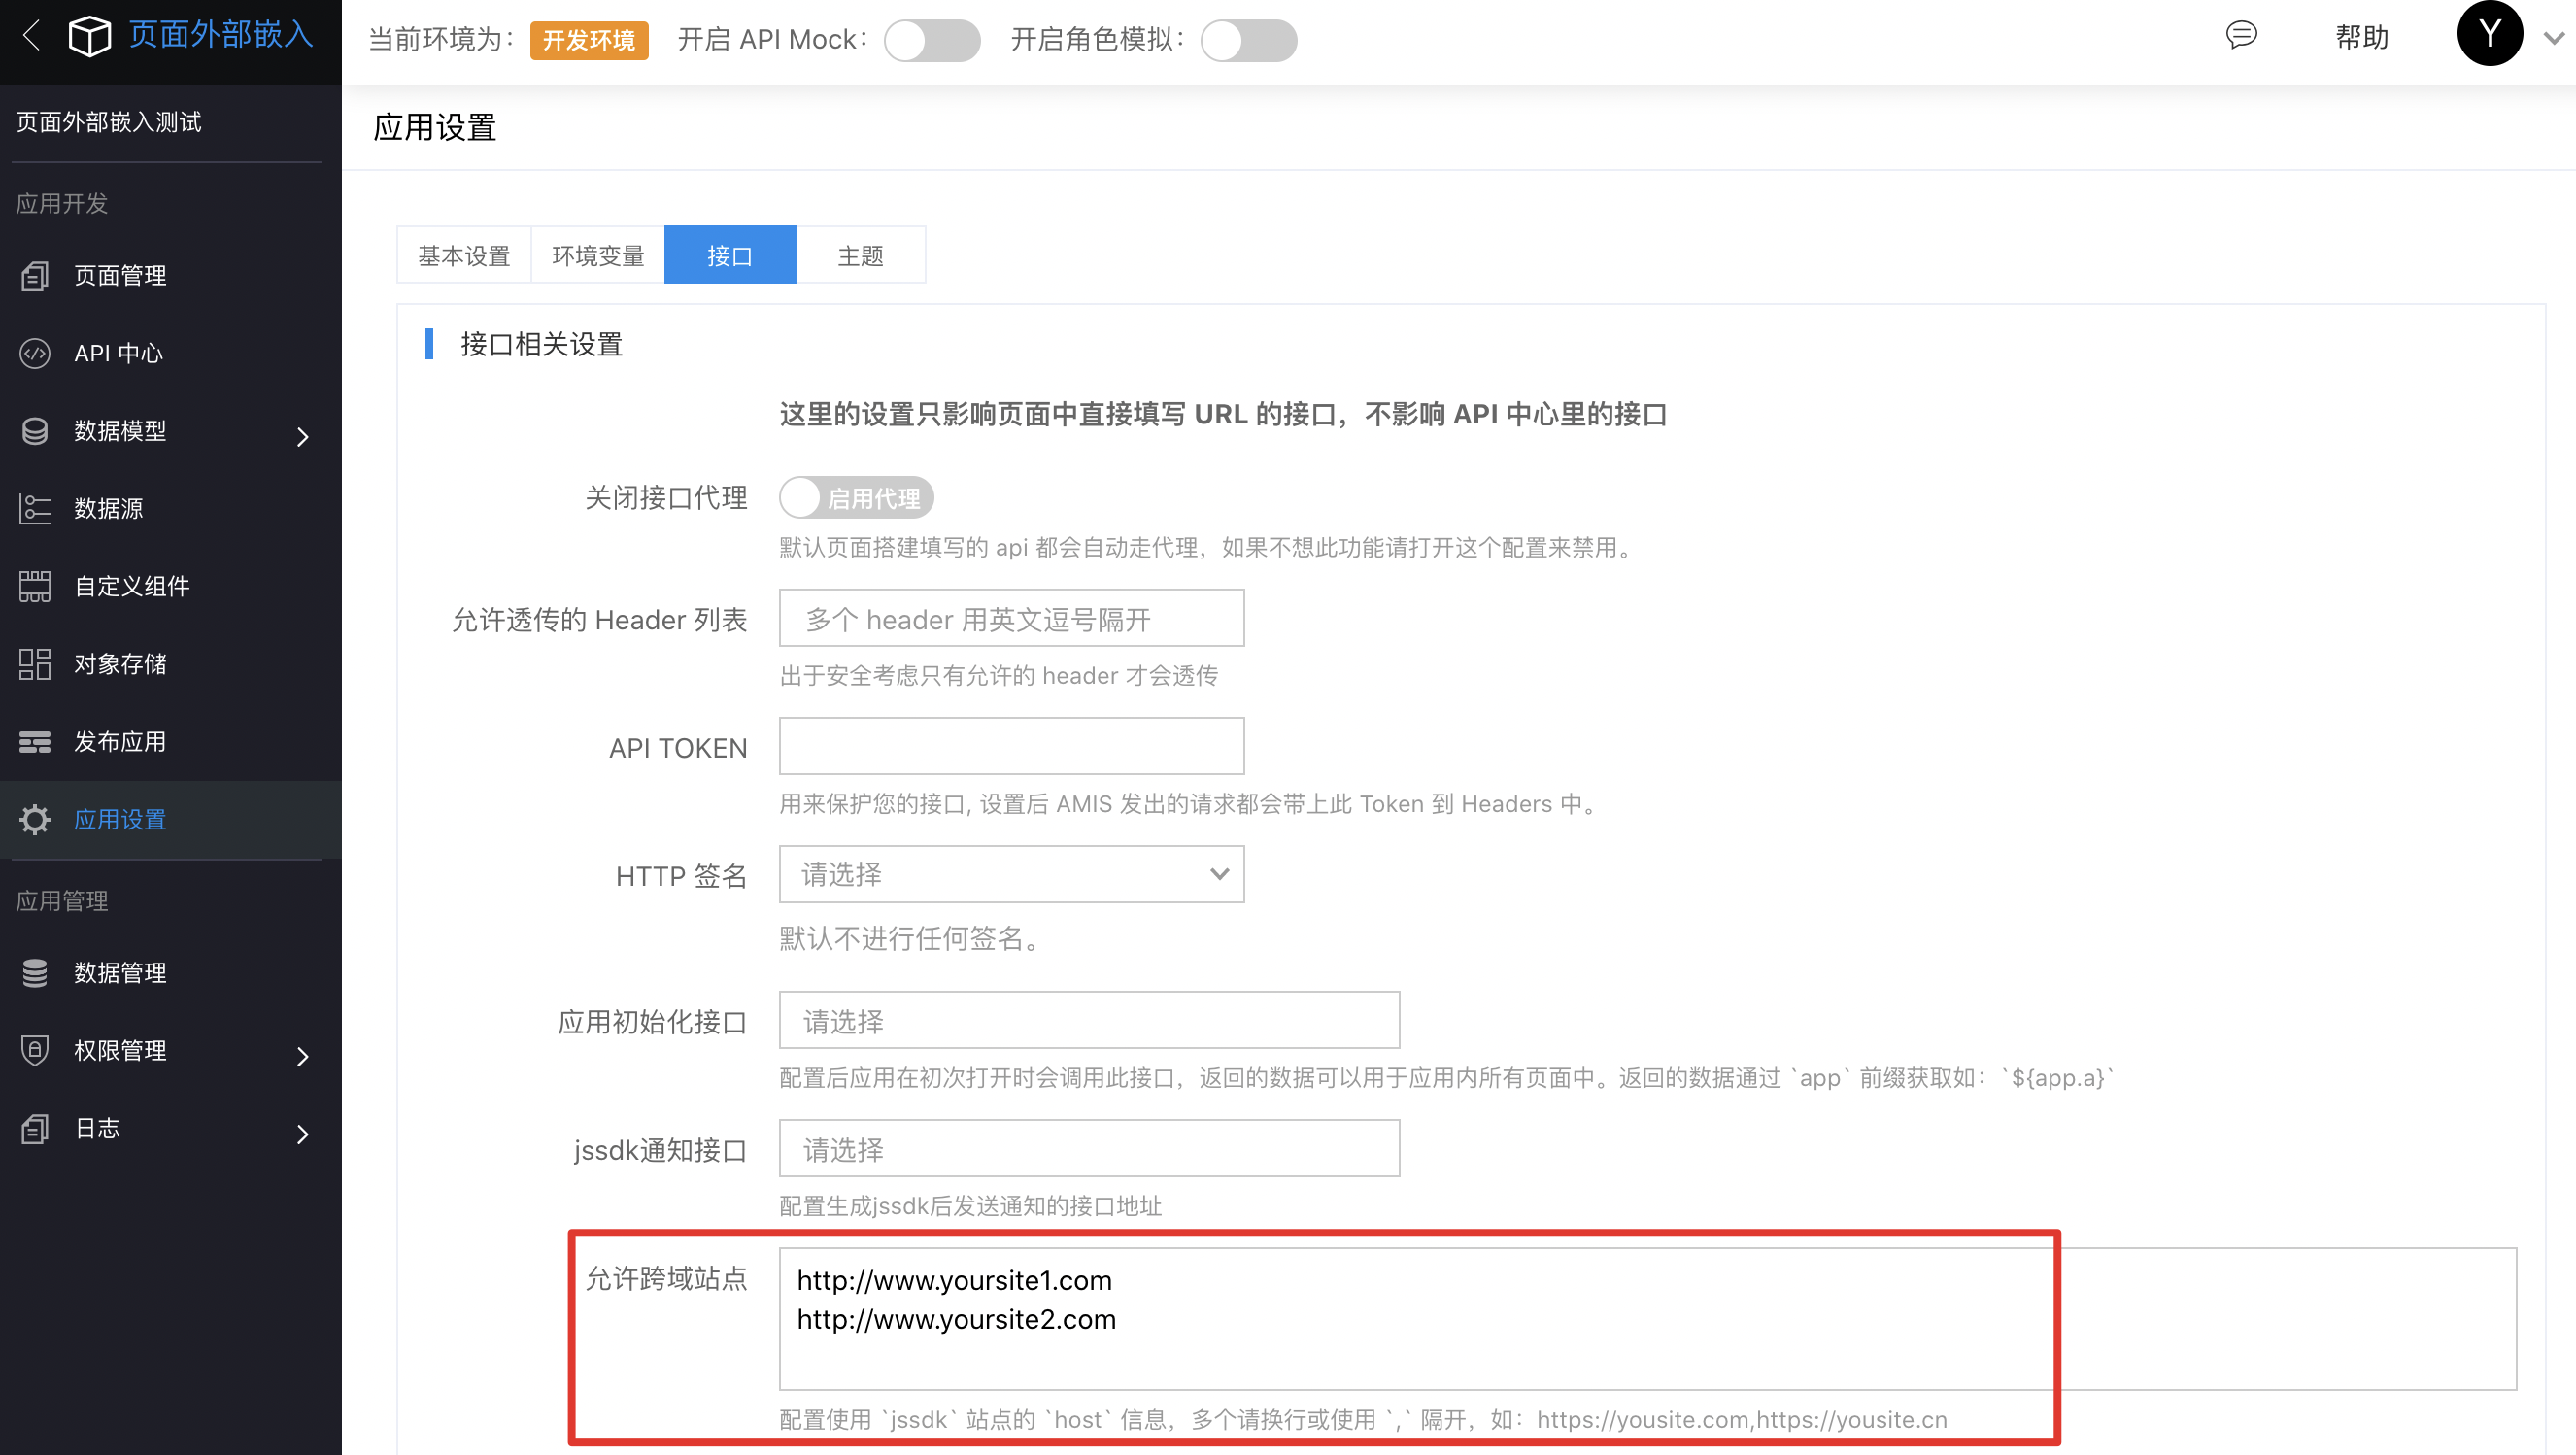 页面外部嵌入
当前环境为：
开发环境
开启 API Mock：
开启角色模拟：
帮助
Y
页面外部嵌入测试
应用开发
页面管理
API 中心
数据模型
数据源
自定义组件
对象存储
发布应用
应用设置
应用管理
数据管理
权限管理
日志
应用设置
基本设置
环境变量
接口
主题
接口相关设置
这里的设置只影响页面中直接填写 URL 的接口，不影响 API 中心里的接口
关闭接口代理
启用代理
默认页面搭建填写的 api 都会自动走代理，如果不想此功能请打开这个配置来禁用。
允许透传的 Header 列表
多个 header 用英文逗号隔开
出于安全考虑只有允许的 header 才会透传
API TOKEN
用来保护您的接口, 设置后 AMIS 发出的请求都会带上此 Token 到 Headers 中。
HTTP 签名
请选择
默认不进行任何签名。
应用初始化接口
请选择
配置后应用在初次打开时会调用此接口，返回的数据可以用于应用内所有页面中。返回的数据通过 `app` 前缀获取如：`${app.a}`
jssdk通知接口
请选择
配置生成jssdk后发送通知的接口地址
允许跨域站点
http://www.yoursite1.com
http://www.yoursite2.com
配置使用 `jssdk` 站点的 `host` 信息，多个请换行或使用 `,` 隔开，如：https://yousite.com,https://yousite.cn